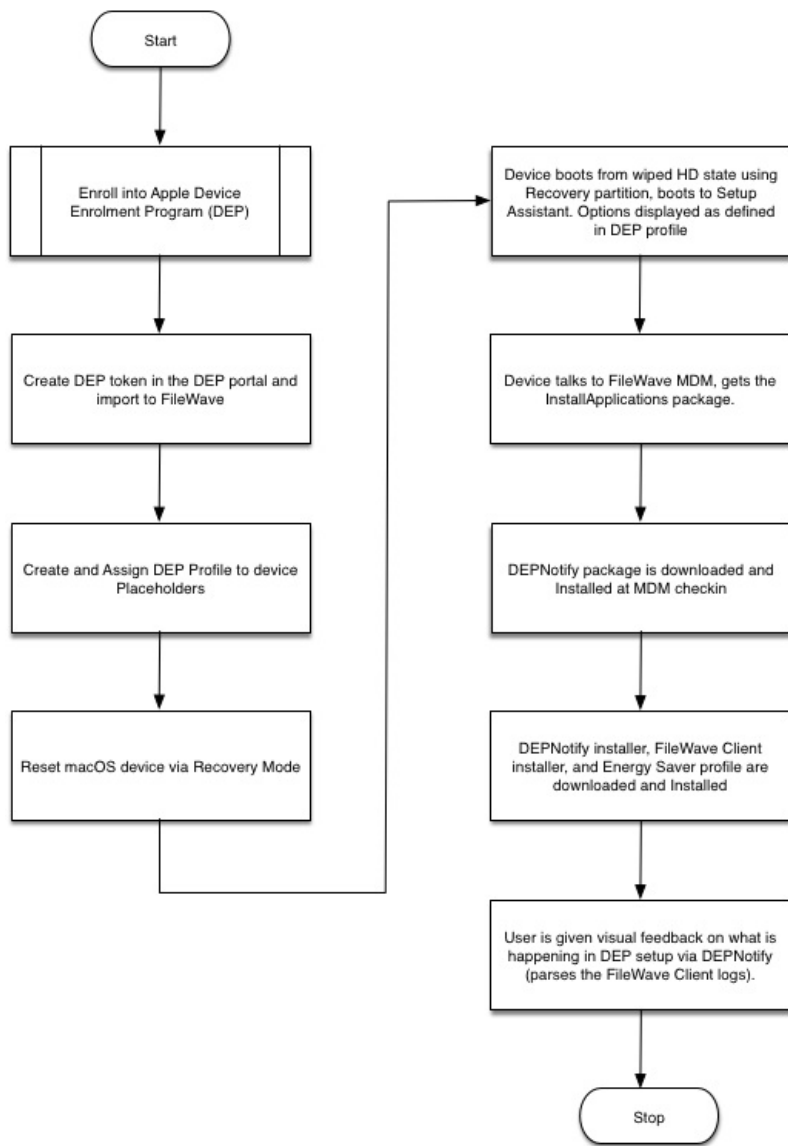 Start
Enroll into Apple Device
Enrolment Program (DEP)
Create DEP token in the DEP portal and
import to FileWave
Create and Assign DEP Profile to device
Placeholders
Reset macOS device via Recovery Mode
Device boots from wiped HD state using
Recovery partition, boots to Setup
Assistant. Options displayed as defined
in DEP profile
Device talks to FileWave MDM, gets the
InstallApplications package.
DEPNotify package is downloaded and
Installed at MDM checkin
DEPNotify installer, FileWave Client
installer, and Energy Saver profile are
downloaded and Installed
User is given visual feedback on what is
happening in DEP setup via DEPNotify
(parses the FileWave Client logs).
Stop